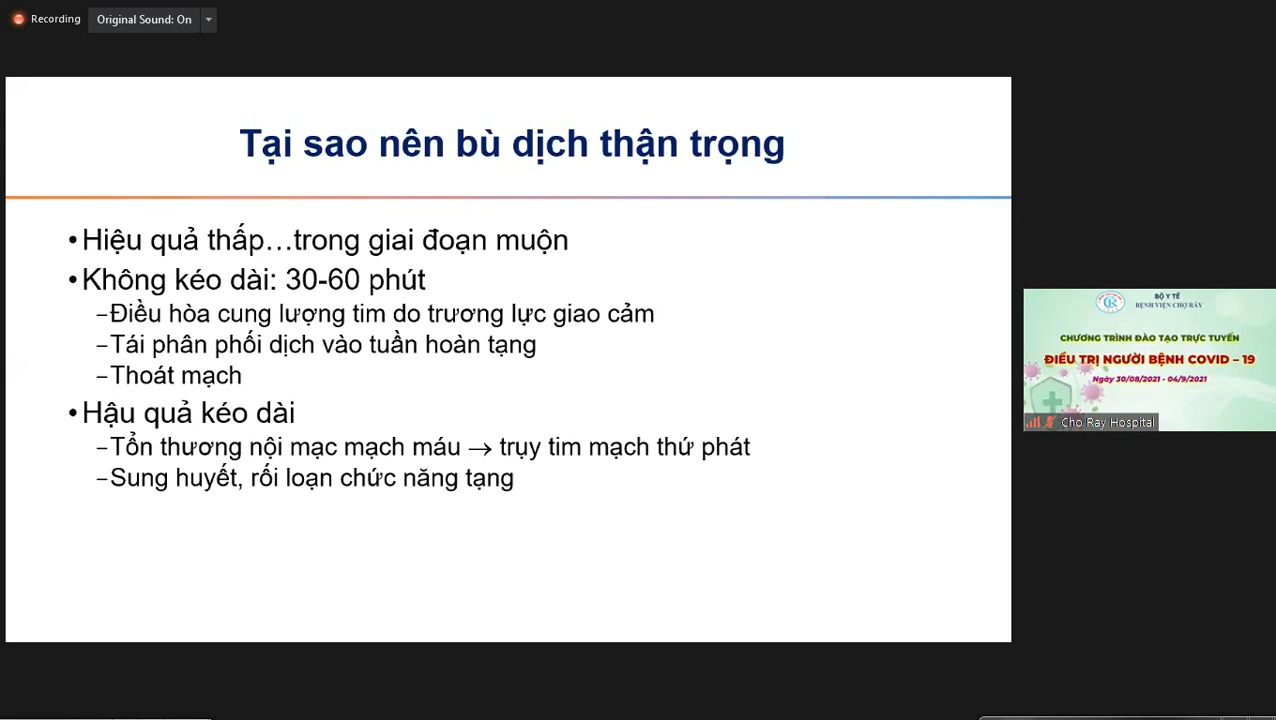 Recording
Original Sound: On
Tại sao nên bù dịch thận trọng
•Hiệu quả thấp…trong giai đoạn muộn
•Không kéo dài: 30-60 phút
–Điều hòa cung lượng tim do trương lực giao cảm
–Tái phân phối dịch vào tuần hoàn tạng
–Thoát mạch
•Hậu quả kéo dài
–Tổn thương nội mạc mạch máu → trụy tim mạch thứ phát
–Sung huyết, rối loạn chức năng tạng
BỘ Y TẾ
BỆNH VIỆN CHỢ RẪY
CHƯƠNG TRÌNH ĐÀO TẠO TRỰC TUYẾN
ĐIỀU TRỊ NGƯỜI BỆNH COVID – 19
Ngày 30/08/2021 - 04/9/2021
Cho Ray Hospital